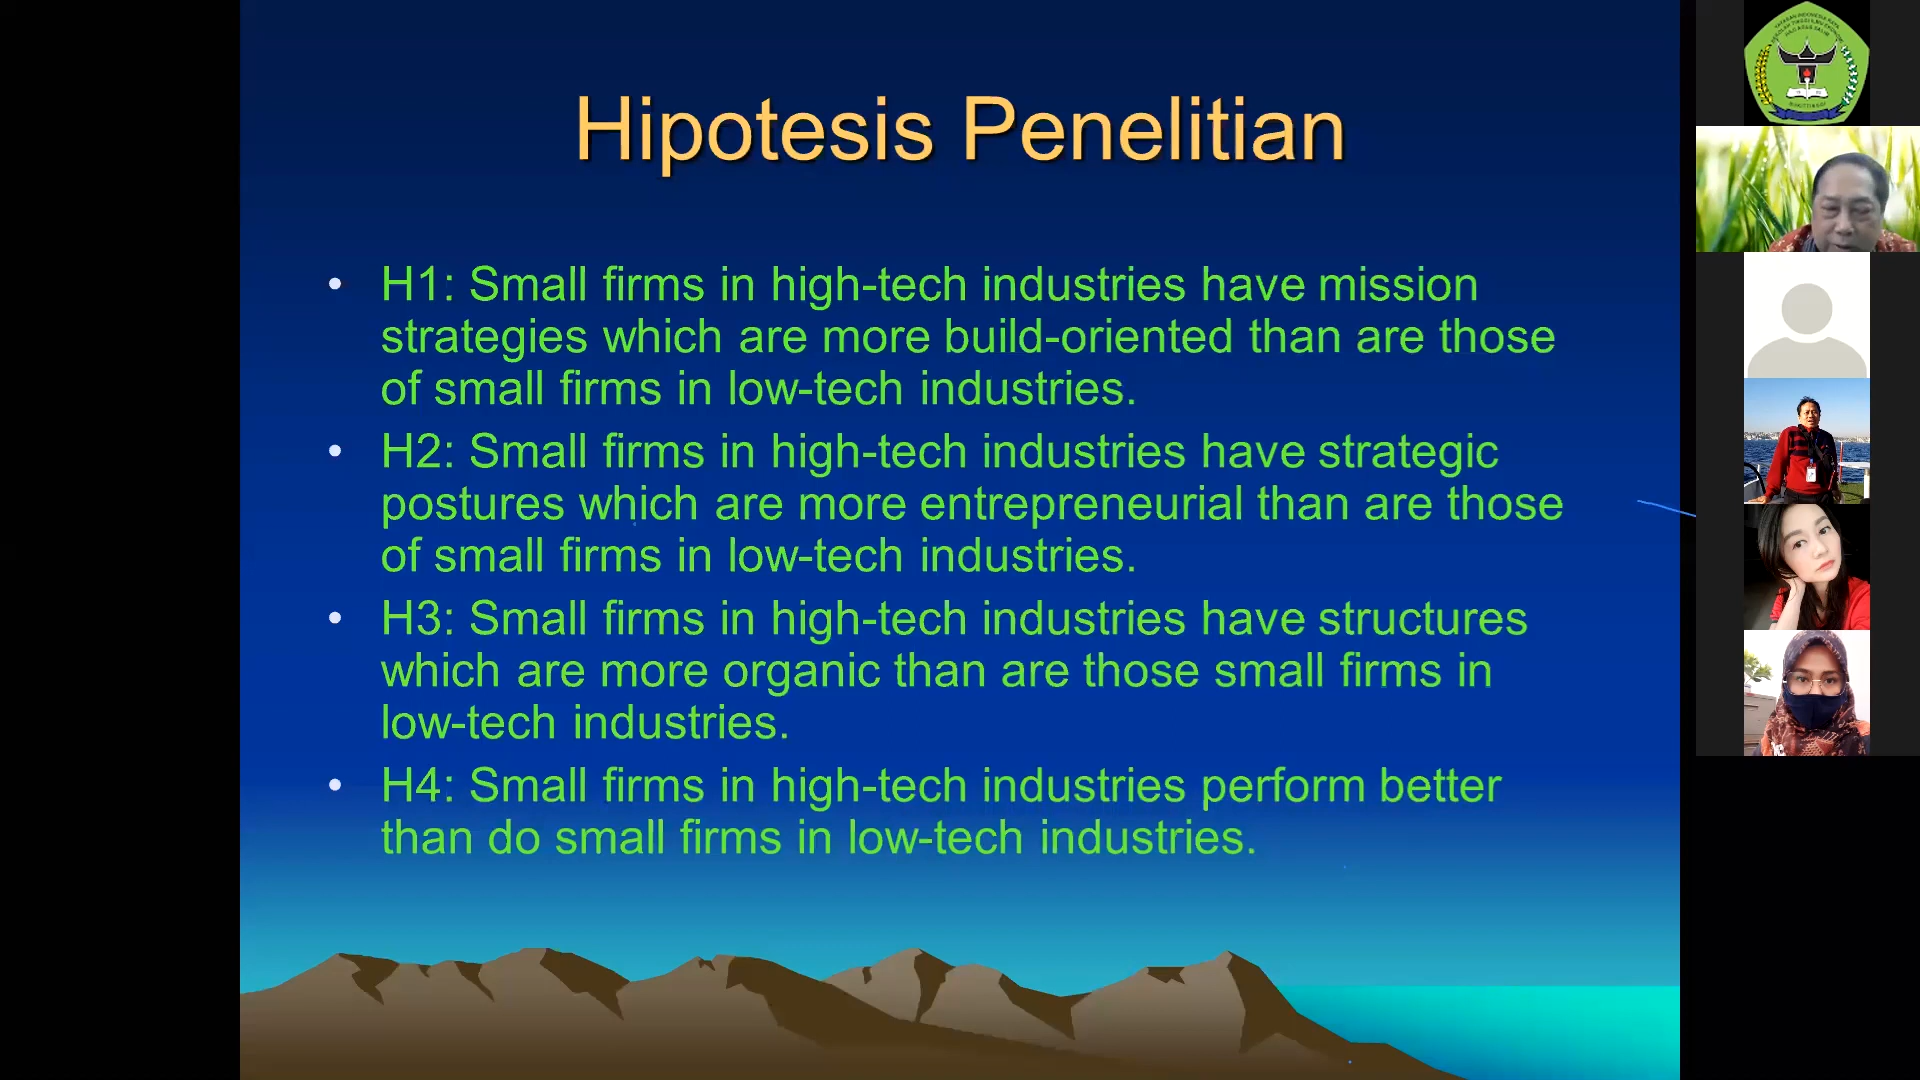 Hipotesis Penelitian
• H1: Small firms in high-tech industries have mission
strategies which are more build-oriented than are those
of small firms in low-tech industries.
• H2: Small firms in high-tech industries have strategic
postures which are more entrepreneurial than are those
of small firms in low-tech industries.
• H3: Small firms in high-tech industries have structures
which are more organic than are those small firms in
low-tech industries.
• H4: Small firms in high-tech industries perform better
than do small firms in low-tech industries.